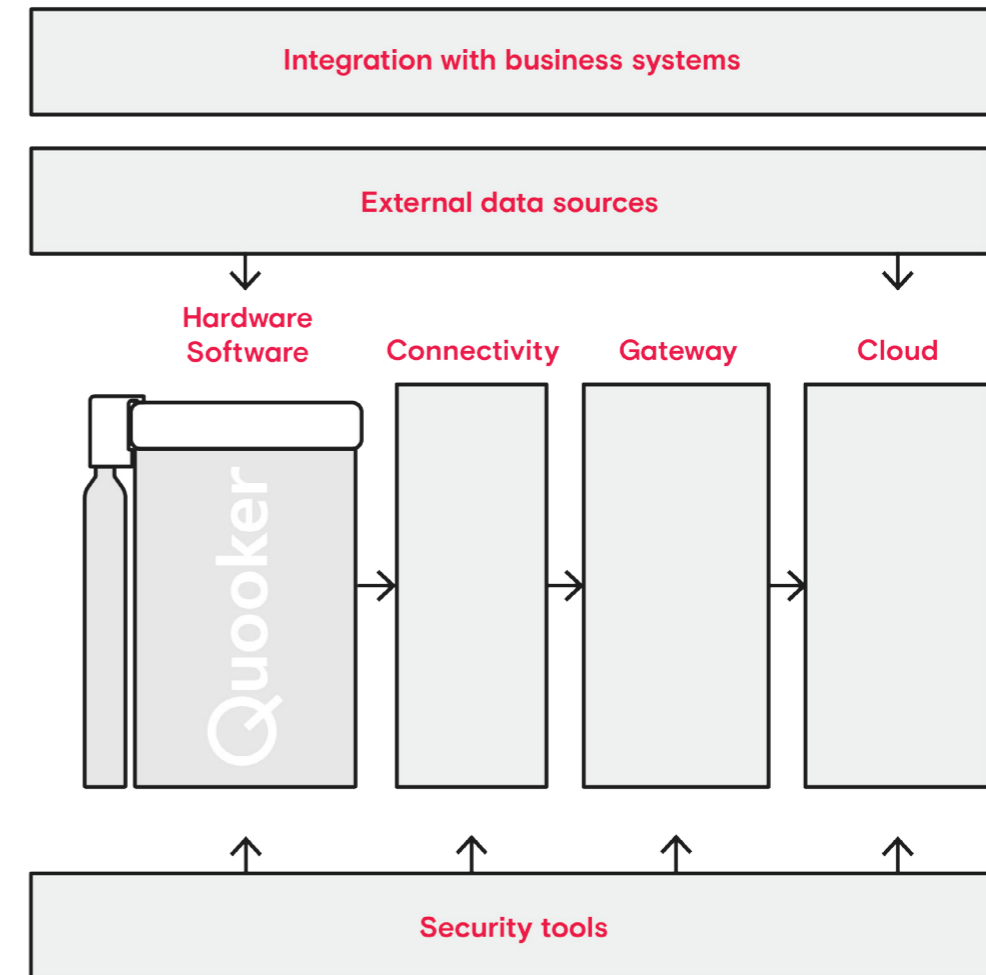 Integration with business systems
External data sources
Hardware
Software
Connectivity
Gateway
Cloud
Quooker
Security tools